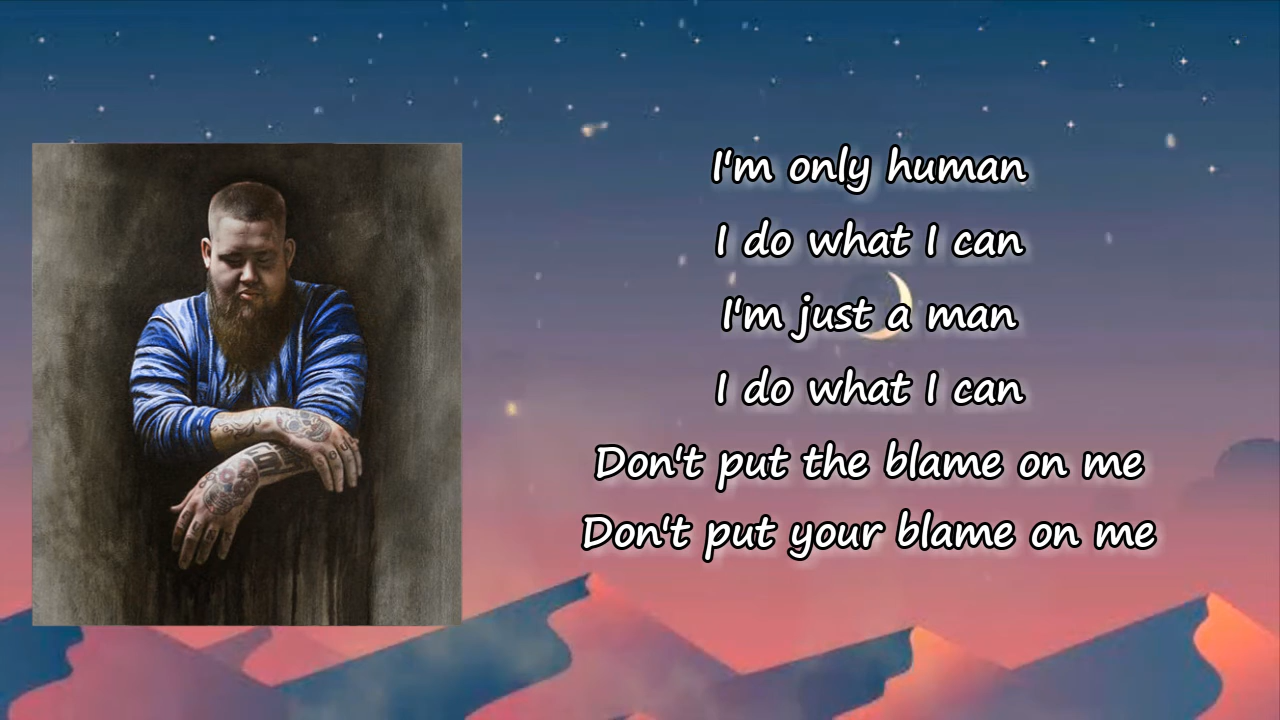 I'm only human
I do what I can
I'm just a man
I do what I can
Don't put the blame on me
Don't put your blame on me